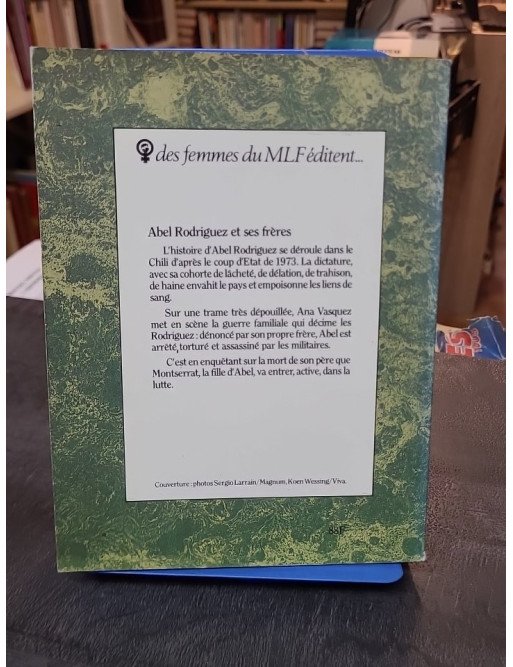 des femmes du MLF éditent...
Abel Rodriguez et ses frères
L'histoire d'Abel Rodriguez se déroule dans le
Chili d'après le coup d'Etat de 1973. La dictature,
avec sa cohorte de lâcheté, de délation, de trahison,
de haine envahit le pays et empoisonne les liens de
sang.
Sur une trame très dépouillée, Ana Vasquez
met en scène la guerre familiale qui décime les
Rodriguez : dénoncé par son propre frère, Abel est
arrêté, torturé et assassiné par les militaires.
C'est en enquêtant sur la mort de son père que
Montserrat, la fille d'Abel, va entrer, active, dans la
lutte.
Couverture : photos Sergio Larrain/Magnum, Koen Wessing/Viva.